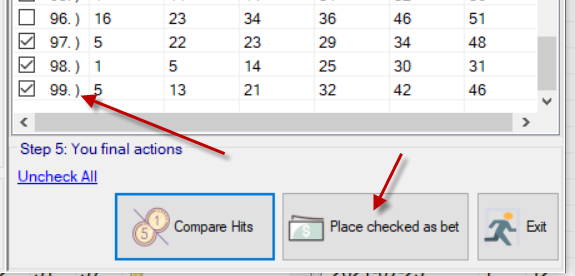 96. ) 16 23 34 36 46 51
97. ) 5 22 23 29 34 48
98. ) 1 5 14 25 30 31
99. ) 5 13 21 32 42 46
Step 5: You final actions
Uncheck All
Compare Hits Place checked as bet Exit